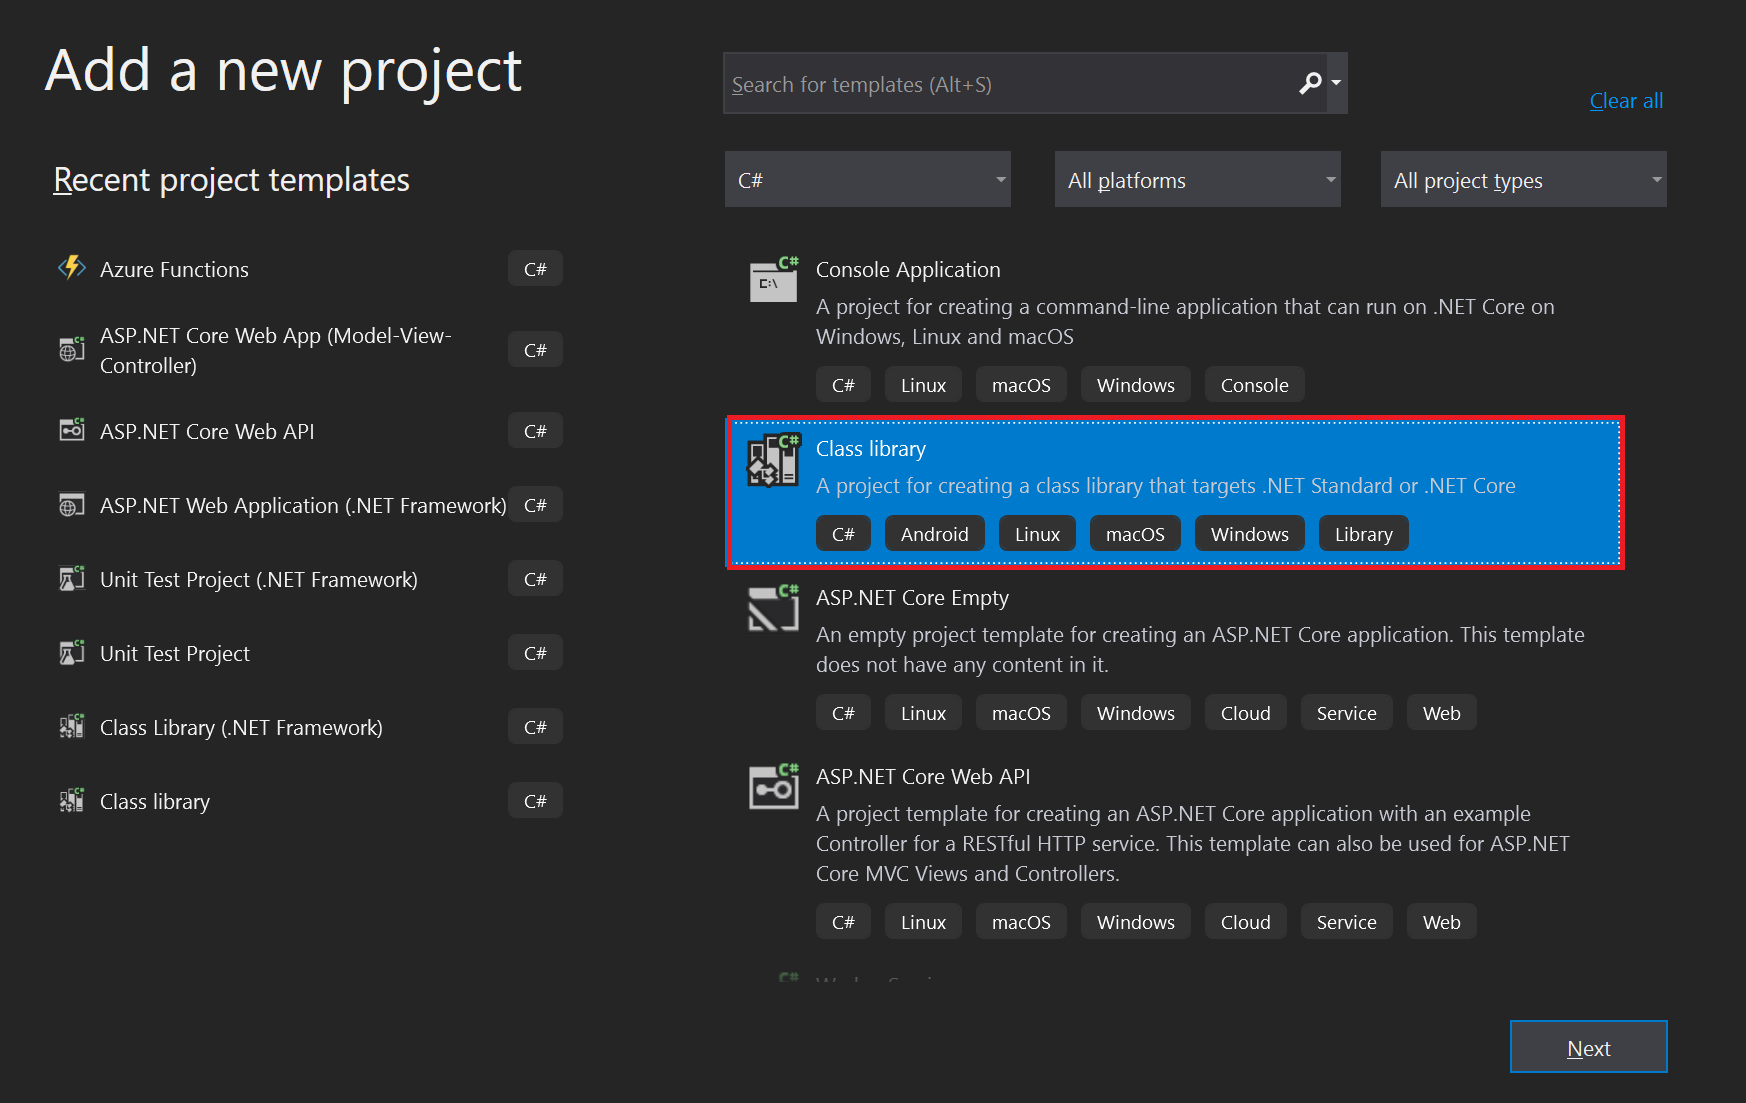 Add a new project
Search for templates (Alt+S)
Clear all
Recent project templates
C#
All platforms
All project types
Azure Functions
C#
ASP.NET Core Web App (Model-View-
Controller)
C#
ASP.NET Core Web API
C#
ASP.NET Web Application (.NET Framework)
C#
Unit Test Project (.NET Framework)
C#
Unit Test Project
C#
Class Library (.NET Framework)
C#
Class library
C#
C#
C:\
Console Application
A project for creating a command-line application that can run on .NET Core on
Windows, Linux and macOS
C# Linux macOS Windows Console
C#
Class library
A project for creating a class library that targets .NET Standard or .NET Core
C# Android Linux macOS Windows Library
C#
ASP.NET Core Empty
An empty project template for creating an ASP.NET Core application. This template
does not have any content in it.
C# Linux macOS Windows Cloud Service Web
C#
ASP.NET Core Web API
A project template for creating an ASP.NET Core application with an example
Controller for a RESTful HTTP service. This template can also be used for ASP.NET
Core MVC Views and Controllers.
C# Linux macOS Windows Cloud Service Web
C#
Next